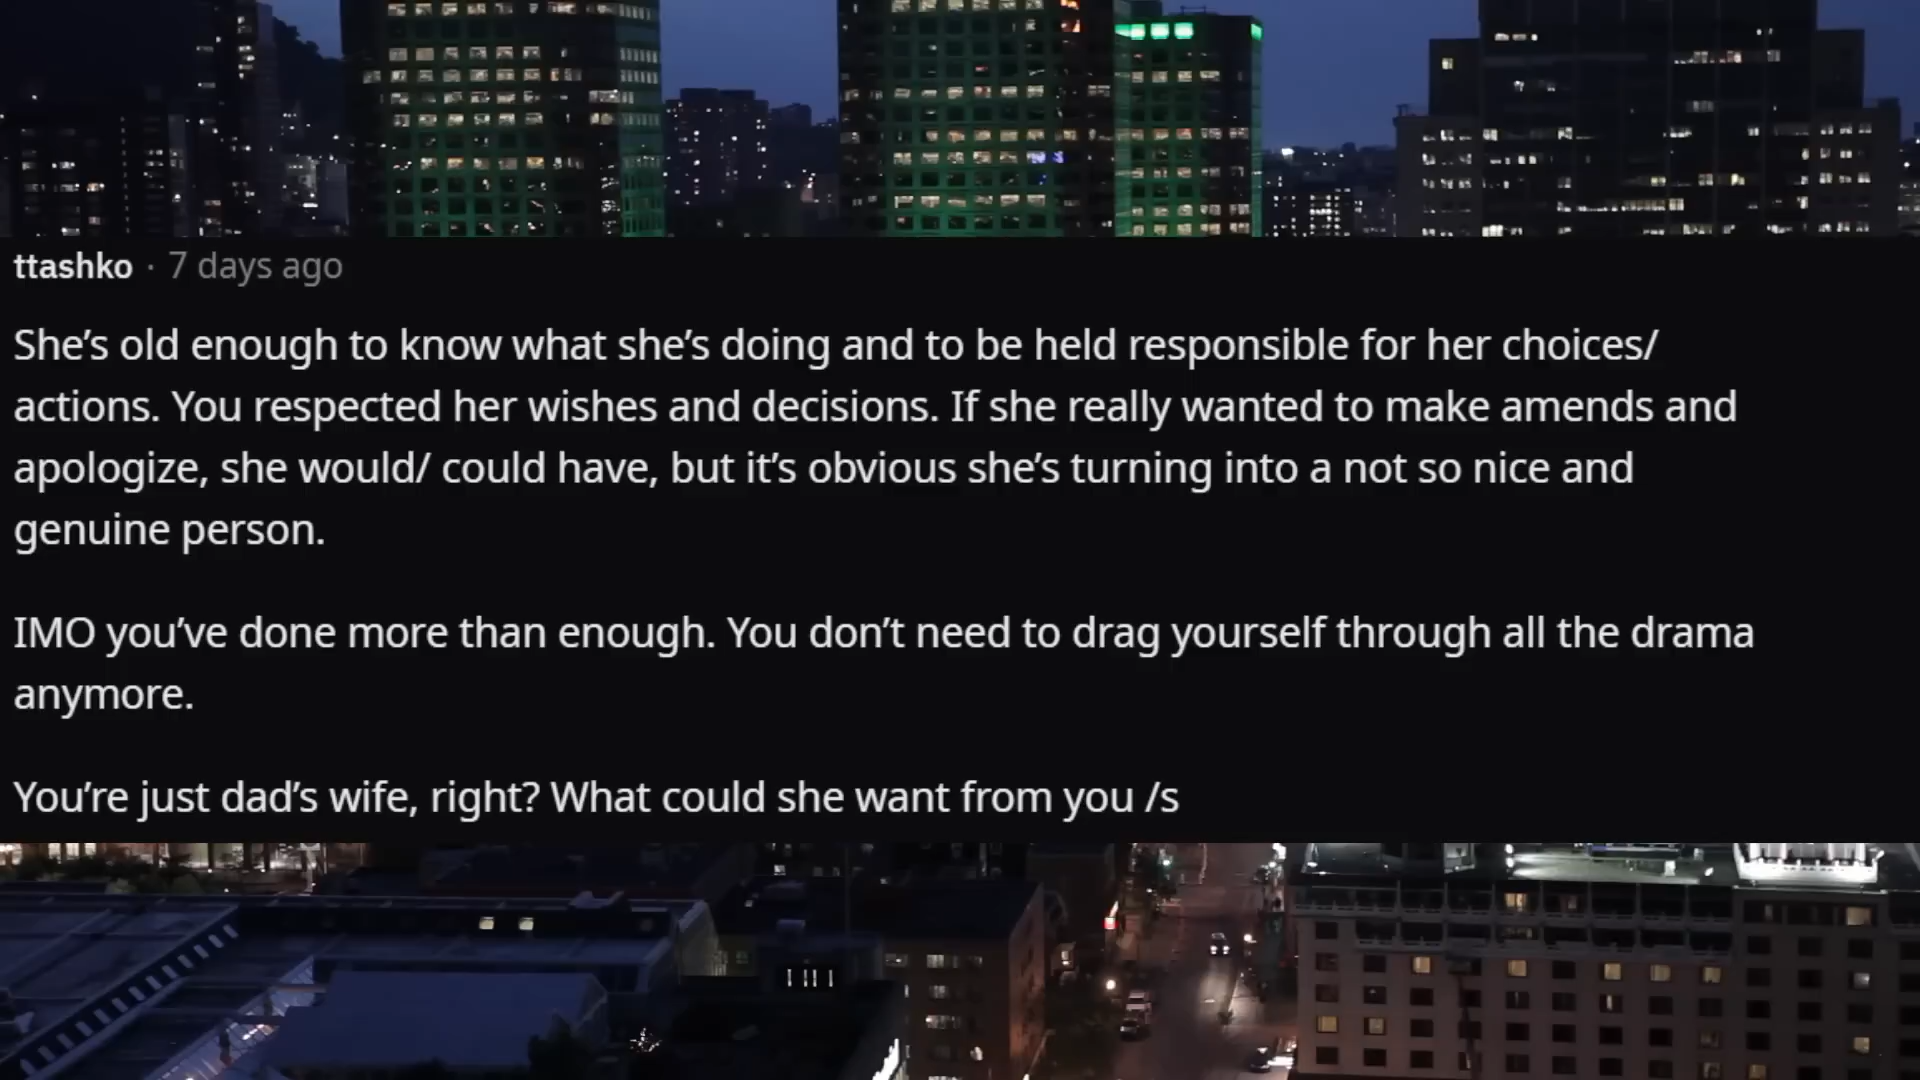 ttashko · 7 days ago
She’s old enough to know what she’s doing and to be held responsible for her choices/
actions. You respected her wishes and decisions. If she really wanted to make amends and
apologize, she would/ could have, but it’s obvious she’s turning into a not so nice and
genuine person.
IMO you’ve done more than enough. You don’t need to drag yourself through all the drama
anymore.
You’re just dad’s wife, right? What could she want from you /s